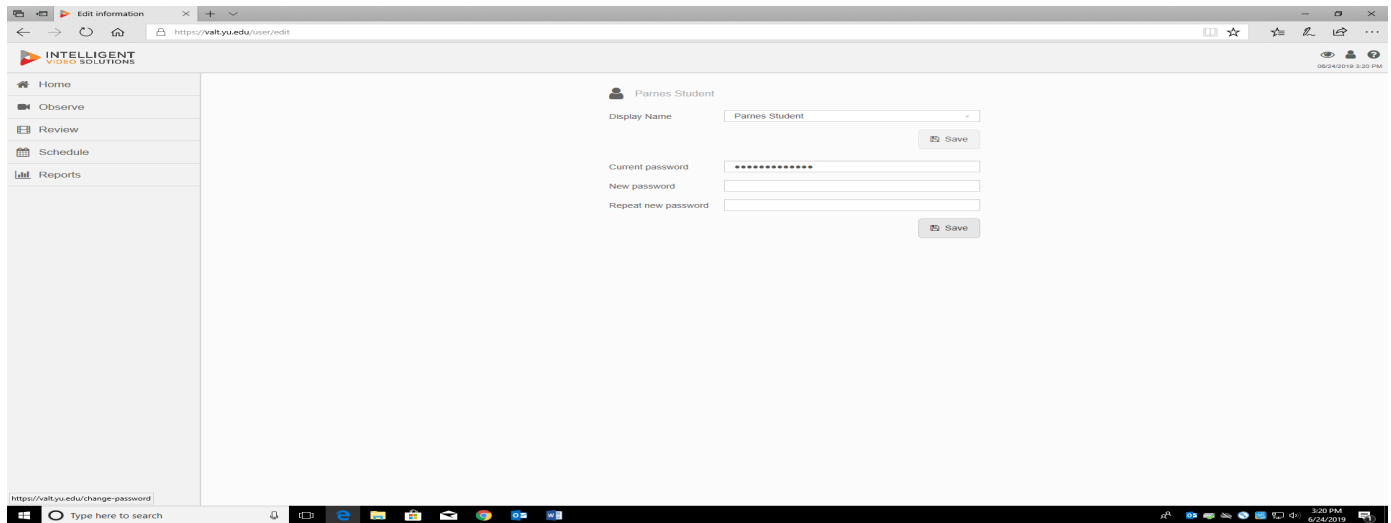 Edit information
https://valt.yu.edu/user/edit
INTELLIGENT
VIDEO SOLUTIONS
06/24/2019 3:20 PM
Home
Observe
Review
Schedule
Reports
Parnes Student
Display Name
Parnes Student
Save
Current password
New password
Repeat new password
Save
https://valt.yu.edu/change-password
Type here to search
3:20 PM
6/24/2019